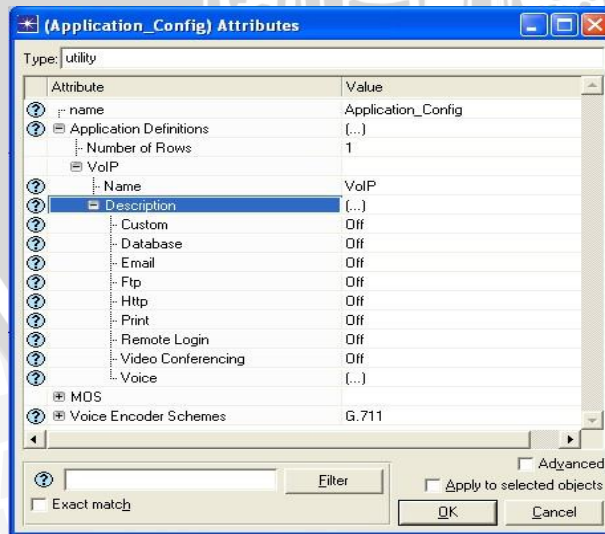 (Application_Config) Attributes
Type: utility
Attribute Value
name Application_Config
Application Definitions (...)
Number of Rows 1
VoIP
Name VoIP
Description (...)
Custom Off
Database Off
Email Off
Ftp Off
Http Off
Print Off
Remote Login Off
Video Conferencing Off
Voice (...)
MOS
Voice Encoder Schemes G.711
Advanced
Filter Apply to selected objects
Exact match OK Cancel